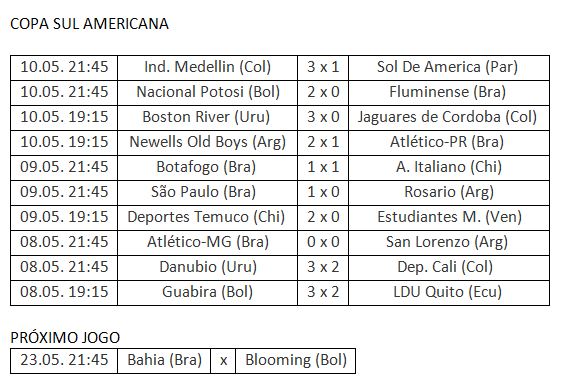 COPA SUL AMERICANA
10.05. 21:45 Ind. Medellin (Col) 3 x 1 Sol De America (Par)
10.05. 21:45 Nacional Potosi (Bol) 2 x 0 Fluminense (Bra)
10.05. 19:15 Boston River (Uru) 3 x 0 Jaguares de Cordoba (Col)
10.05. 19:15 Newells Old Boys (Arg) 2 x 1 Atlético-PR (Bra)
09.05. 21:45 Botafogo (Bra) 1 x 1 A. Italiano (Chi)
09.05. 21:45 São Paulo (Bra) 1 x 0 Rosario (Arg)
09.05. 19:15 Deportes Temuco (Chi) 2 x 0 Estudiantes M. (Ven)
08.05. 21:45 Atlético-MG (Bra) 0 x 0 San Lorenzo (Arg)
08.05. 21:45 Danubio (Uru) 3 x 2 Dep. Cali (Col)
08.05. 19:15 Guabira (Bol) 3 x 2 LDU Quito (Ecu)
PRÓXIMO JOGO
23.05. 21:45 Bahia (Bra) x Blooming (Bol)